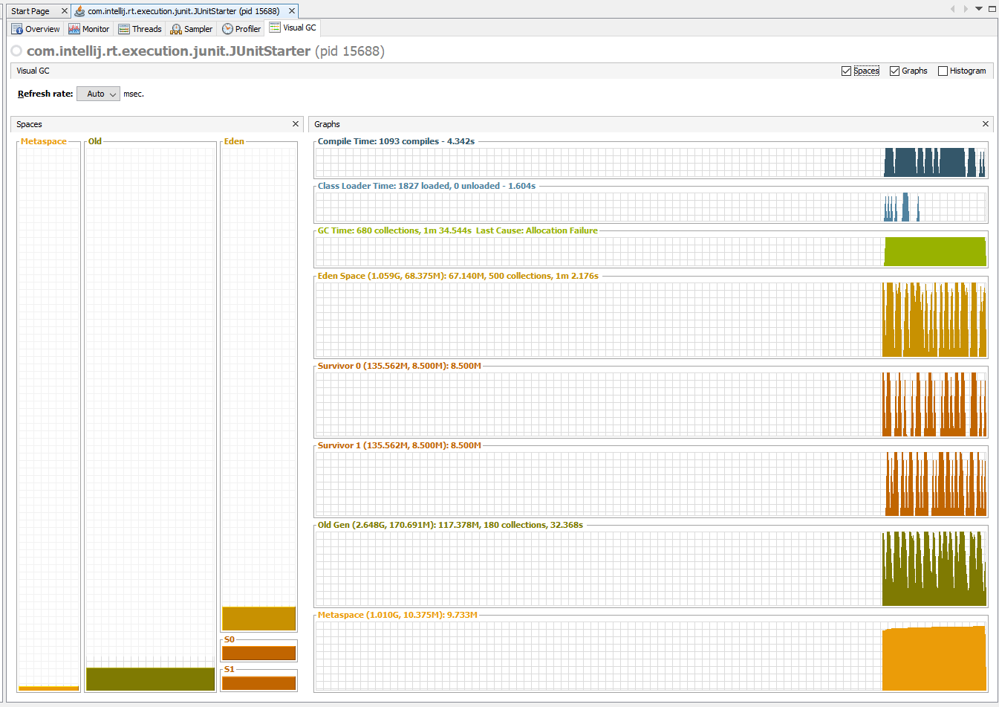 Start Page
com.intellij.rt.execution.junit.JUnitStarter (pid 15688)
Overview Monitor Threads Sampler Profiler Visual GC
com.intellij.rt.execution.junit.JUnitStarter (pid 15688)
Visual GC Spaces Graphs Histogram
Refresh rate: Auto msec.
Spaces
Metaspace Old Eden
S0
S1
Graphs
Compile Time: 1093 compiles - 4.342s
Class Loader Time: 1827 loaded, 0 unloaded - 1.604s
GC Time: 680 collections, 1m 34.544s Last Cause: Allocation Failure
Eden Space (1.059G, 68.375M): 67.140M, 500 collections, 1m 2.176s
Survivor 0 (135.562M, 8.500M): 8.500M
Survivor 1 (135.562M, 8.500M): 8.500M
Old Gen (2.648G, 170.691M): 117.378M, 180 collections, 32.368s
Metaspace (1.010G, 10.375M): 9.733M